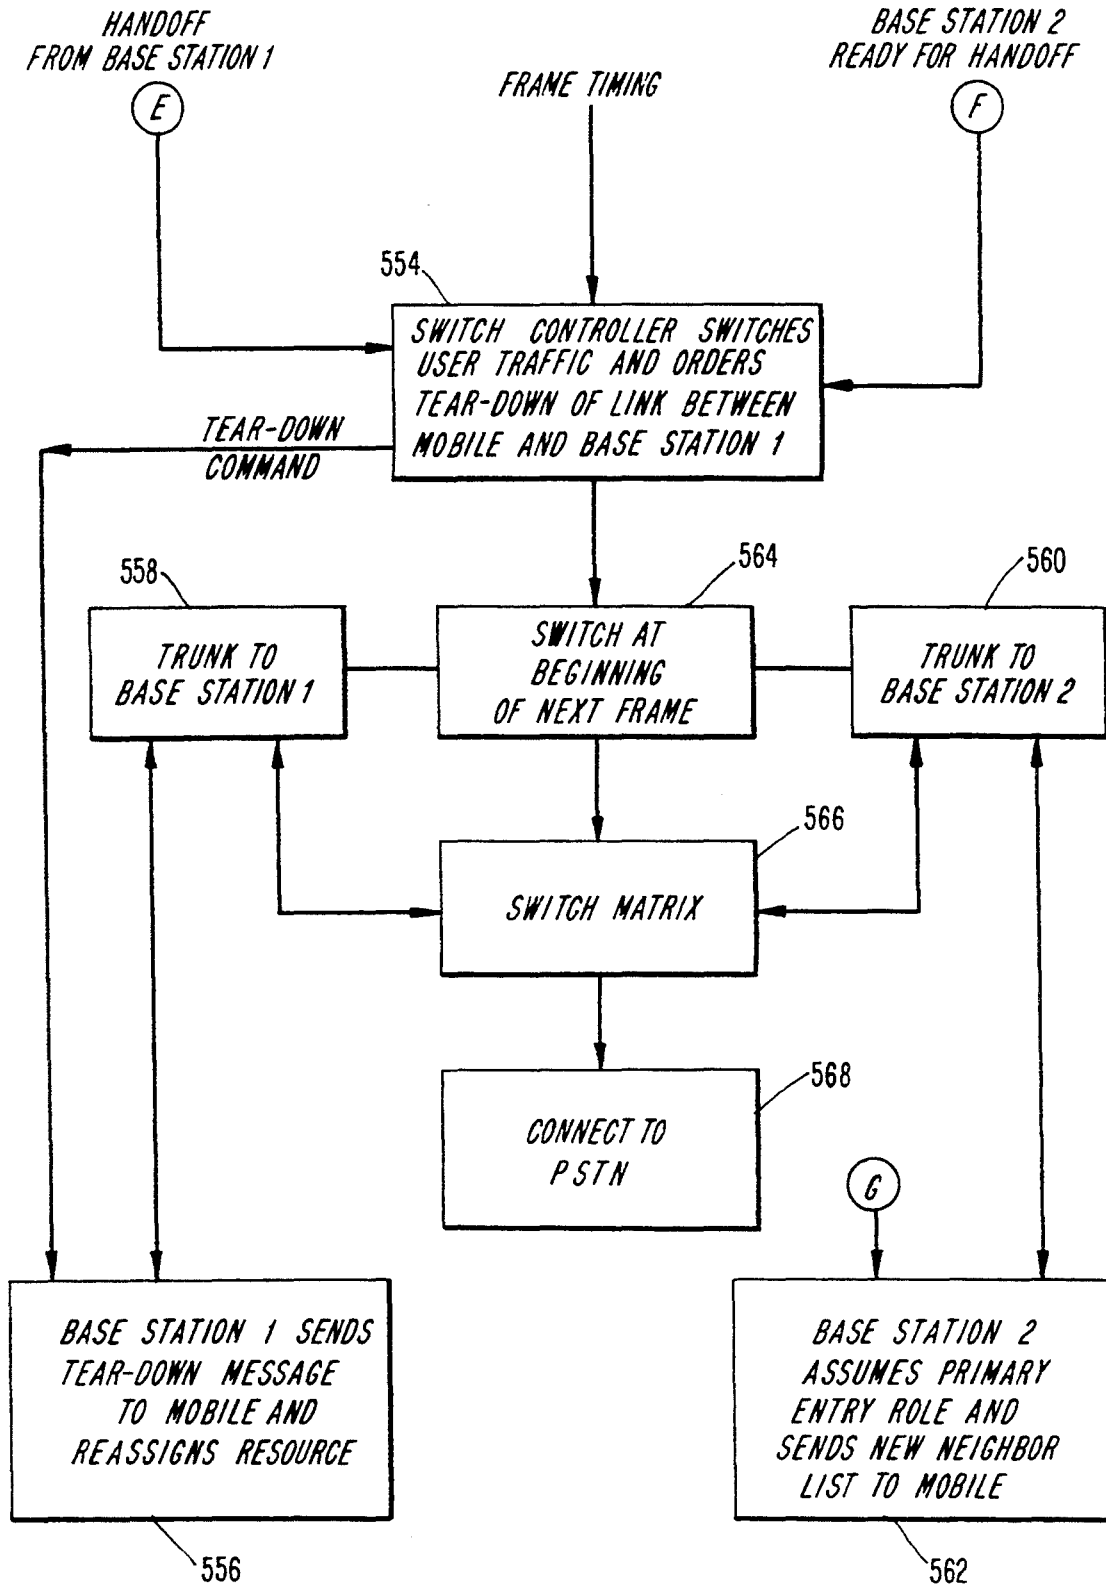 HANDOFF
FROM BASE STATION 1
E
FRAME TIMING
BASE STATION 2
READY FOR HANDOFF
F
554
SWITCH CONTROLLER SWITCHES
USER TRAFFIC AND ORDERS
TEAR-DOWN OF LINK BETWEEN
MOBILE AND BASE STATION 1
TEAR-DOWN
COMMAND
558
TRUNK TO
BASE STATION 1
564
SWITCH AT
BEGINNING
OF NEXT FRAME
560
TRUNK TO
BASE STATION 2
566
SWITCH MATRIX
568
CONNECT TO
PSTN
G
BASE STATION 1 SENDS
TEAR-DOWN MESSAGE
TO MOBILE AND
REASSIGNS RESOURCE
556
BASE STATION 2
ASSUMES PRIMARY
ENTRY ROLE AND
SENDS NEW NEIGHBOR
LIST TO MOBILE
562